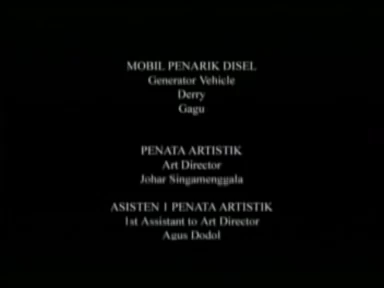 MOBIL PENARIK DISEL
Generator Vehicle
Derry
Gagu
PENATA ARTISTIK
Art Director
Johar Singamenggala
ASISTEN 1 PENATA ARTISTIK
1st Assistant to Art Director
Agus Dodol